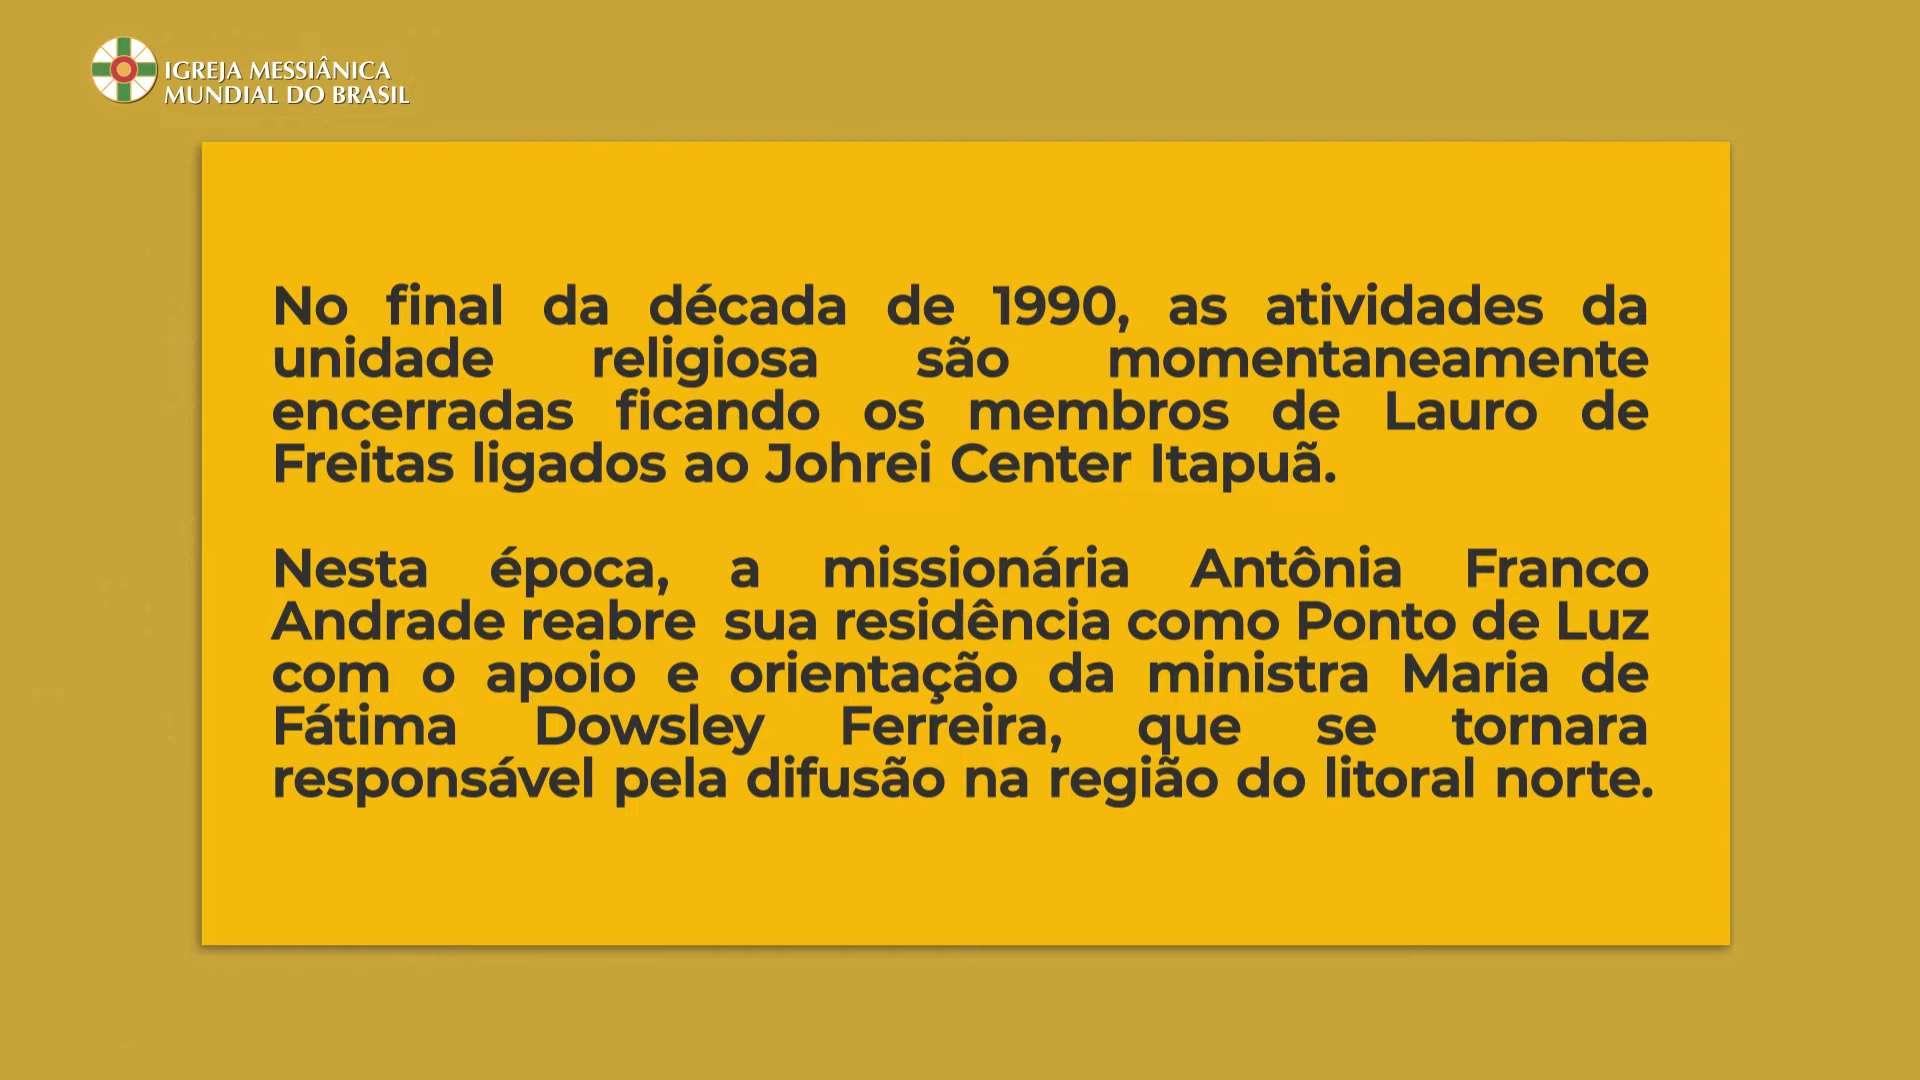 IGREJA MESSIÂNICA
MUNDIAL DO BRASIL
No final da década de 1990, as atividades da
unidade religiosa são momentaneamente
encerradas ficando os membros de Lauro de
Freitas ligados ao Johrei Center Itapuã.
Nesta época, a missionária Antônia Franco
Andrade reabre sua residência como Ponto de Luz
com o apoio e orientação da ministra Maria de
Fátima Dowsley Ferreira, que se tornara
responsável pela difusão na região do litoral norte.